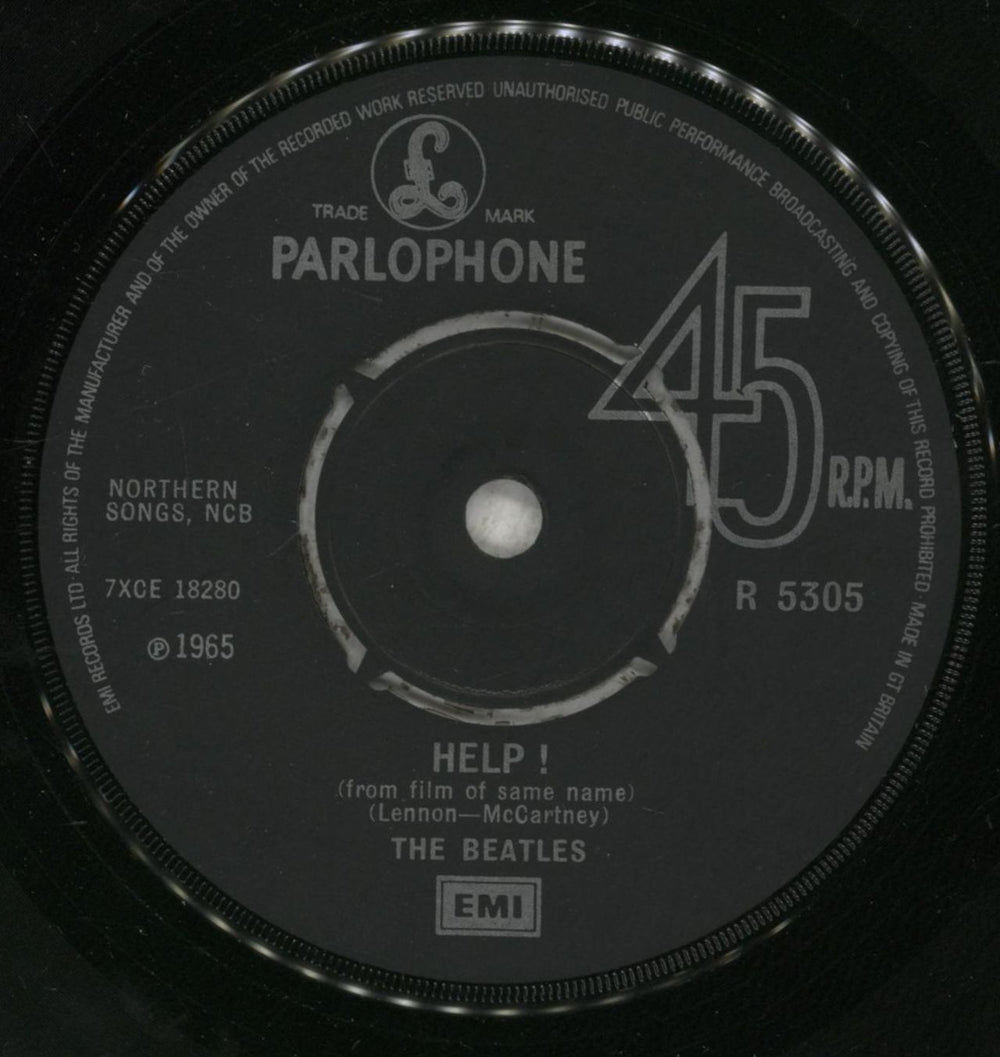 EMI RECORDS LTD·ALL RIGHTS OF THE MANUFACTURER AND OF THE OWNER OF THE RECORDED WORK RESERVED UNAUTHORISED PUBLIC PERFORMANCE BROADCASTING AND COPYING OF THIS RECORD PROHIBITED·MADE IN GT BRITAIN
£
TRADE MARK
PARLOPHONE
45
R.P.M.
NORTHERN
SONGS, NCB
7XCE 18280
℗ 1965
R 5305
HELP !
(from film of same name)
(Lennon—McCartney)
THE BEATLES
EMI